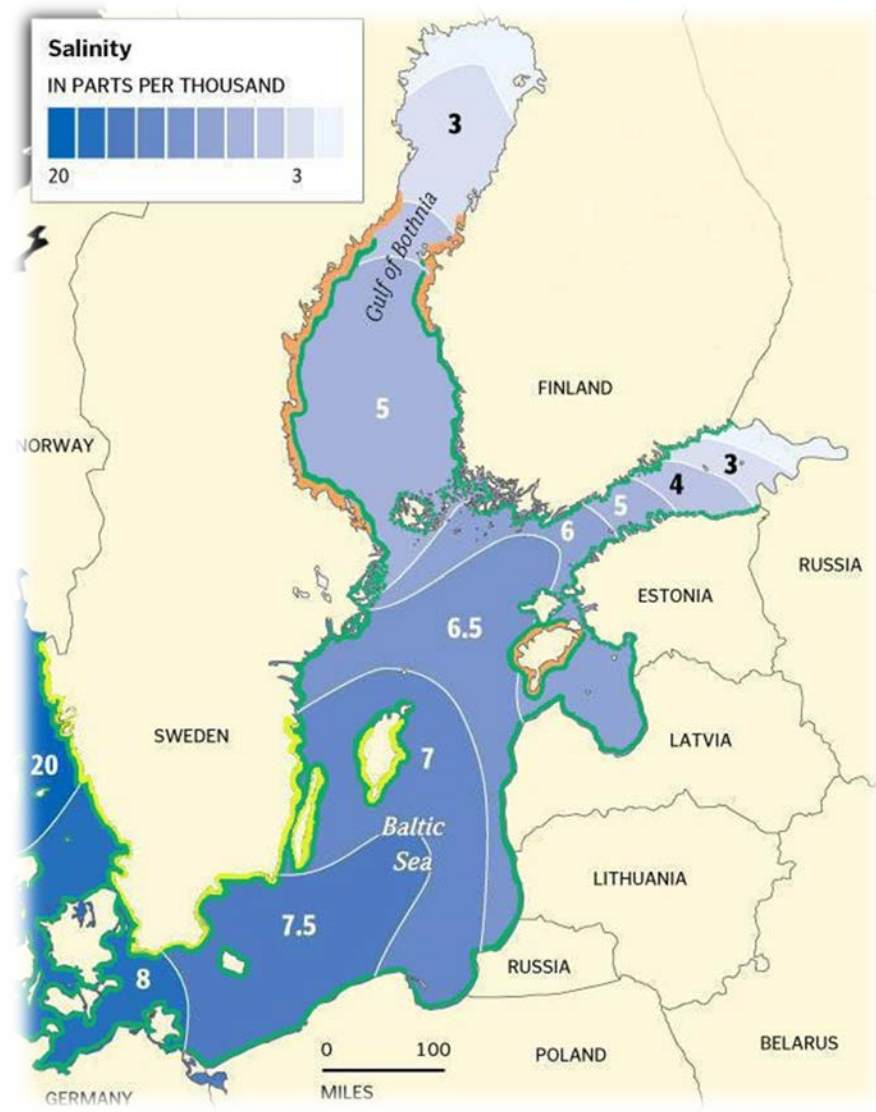 Salinity
IN PARTS PER THOUSAND
20 3
3
Gulf of Bothnia
FINLAND
5
NORWAY
3
4
5
6
RUSSIA
ESTONIA
6.5
SWEDEN
LATVIA
7
20
Baltic
Sea
LITHUANIA
7.5
RUSSIA
8
BELARUS
0 100
MILES
POLAND
GERMANY